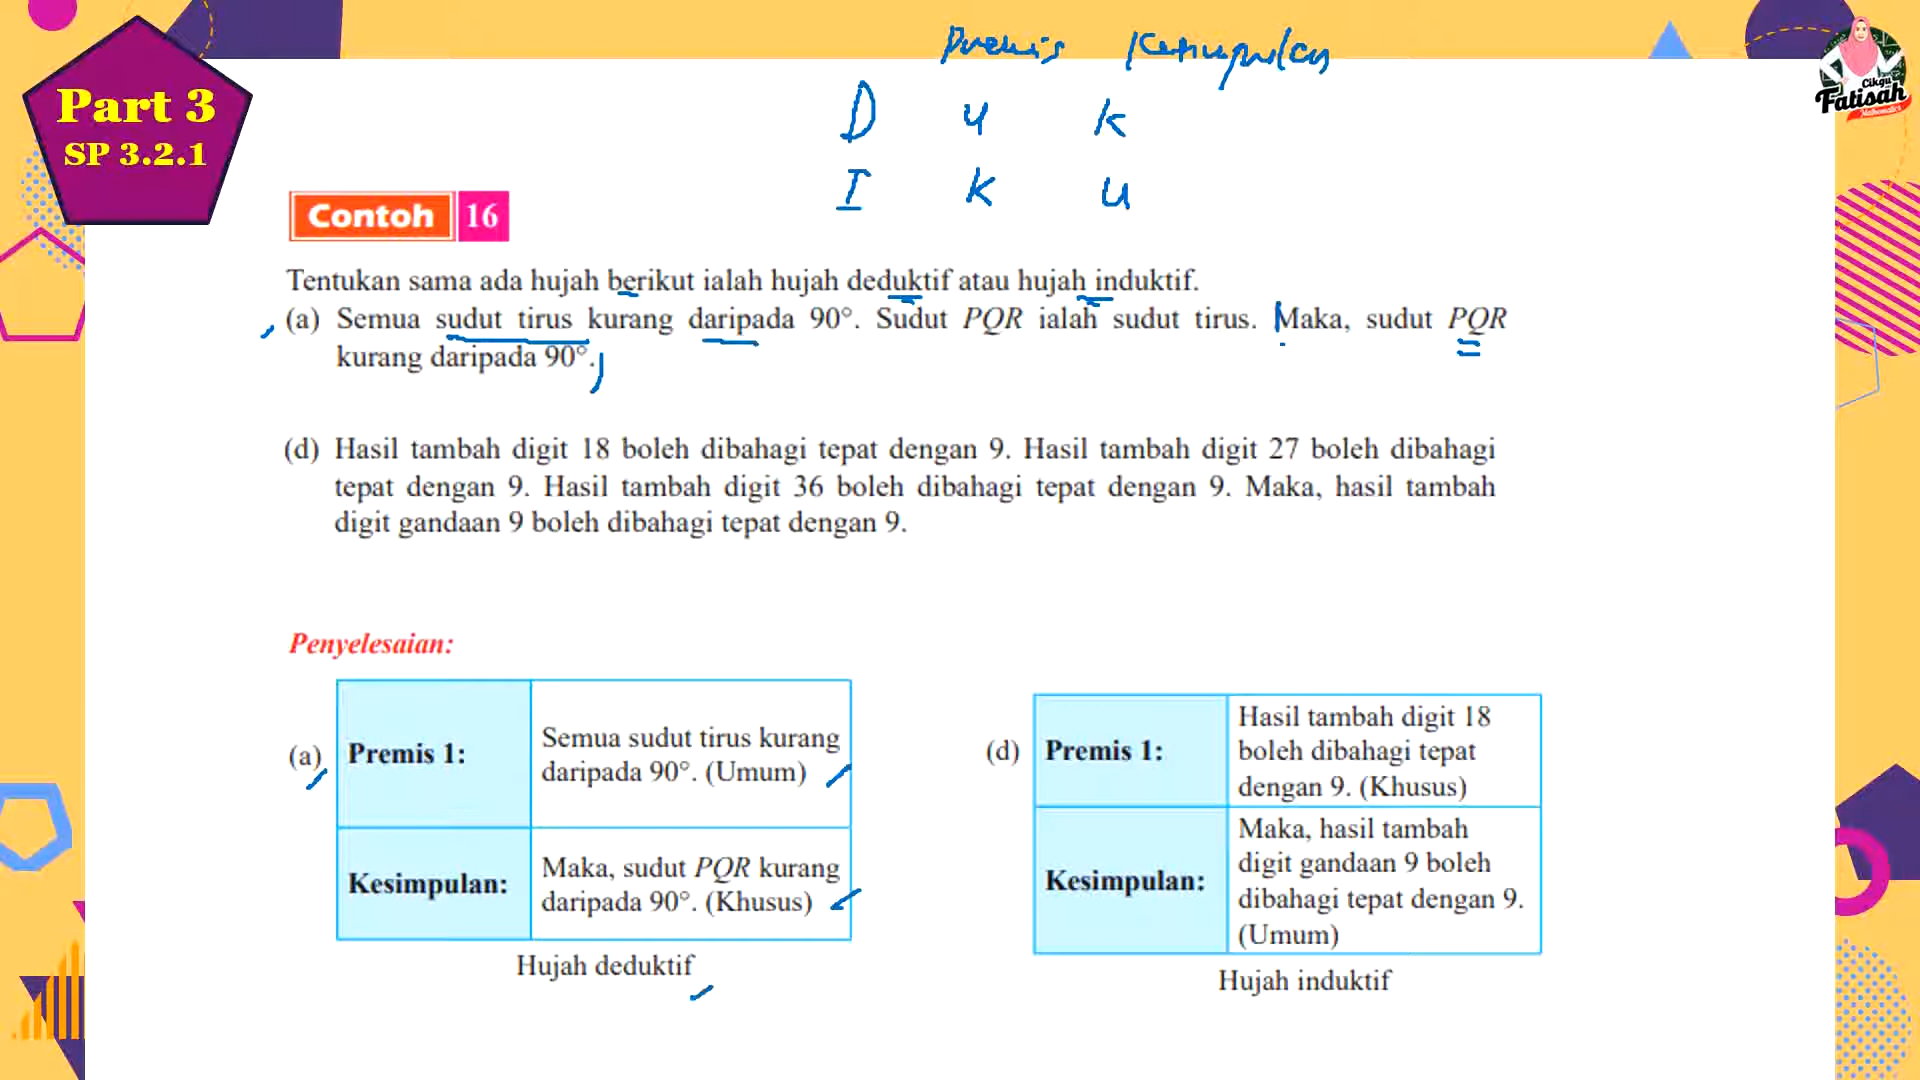 Part 3
SP 3.2.1
Premis Kesimpulan
D U K
I K U
Cikgu
Fatisah
Mathematics
Contoh 16
Tentukan sama ada hujah berikut ialah hujah deduktif atau hujah induktif.
(a) Semua sudut tirus kurang daripada 90°. Sudut PQR ialah sudut tirus. Maka, sudut PQR
kurang daripada 90°.
(d) Hasil tambah digit 18 boleh dibahagi tepat dengan 9. Hasil tambah digit 27 boleh dibahagi
tepat dengan 9. Hasil tambah digit 36 boleh dibahagi tepat dengan 9. Maka, hasil tambah
digit gandaan 9 boleh dibahagi tepat dengan 9.
Penyelesaian:
(a)
Premis 1:
Semua sudut tirus kurang
daripada 90°. (Umum)
Kesimpulan:
Maka, sudut PQR kurang
daripada 90°. (Khusus)
Hujah deduktif
(d)
Premis 1:
Hasil tambah digit 18
boleh dibahagi tepat
dengan 9. (Khusus)
Kesimpulan:
Maka, hasil tambah
digit gandaan 9 boleh
dibahagi tepat dengan 9.
(Umum)
Hujah induktif